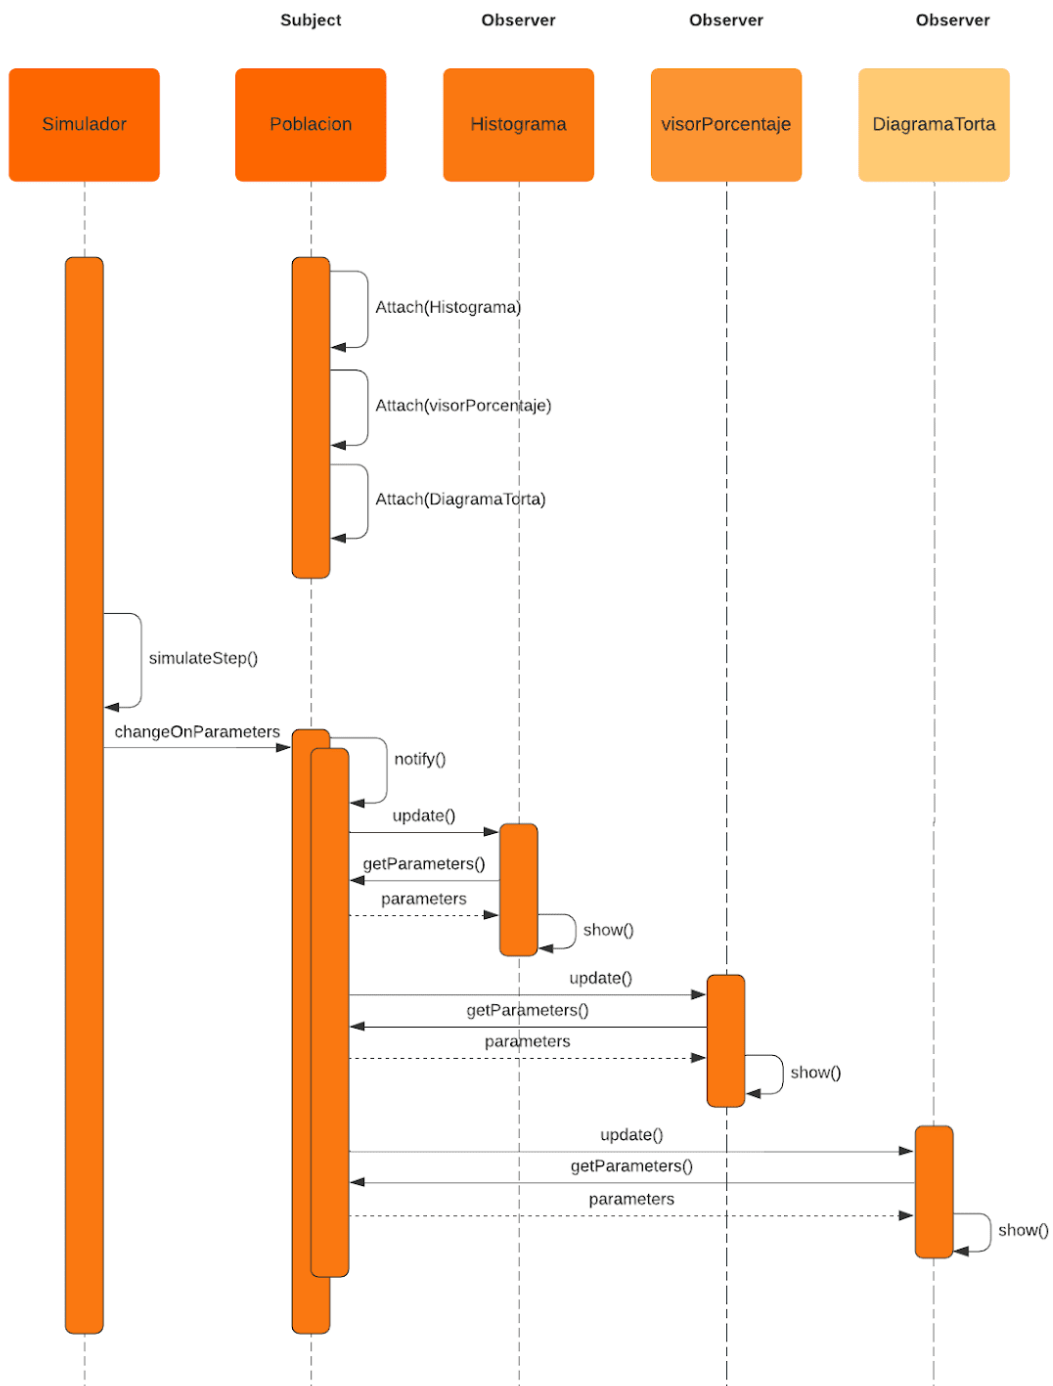 Subject
Observer
Observer
Observer
Simulador
Poblacion
Histograma
visorPorcentaje
DiagramaTorta
Attach(Histograma)
Attach(visorPorcentaje)
Attach(DiagramaTorta)
simulateStep()
changeOnParameters
notify()
update()
getParameters()
parameters
show()
update()
getParameters()
parameters
show()
update()
getParameters()
parameters
show()